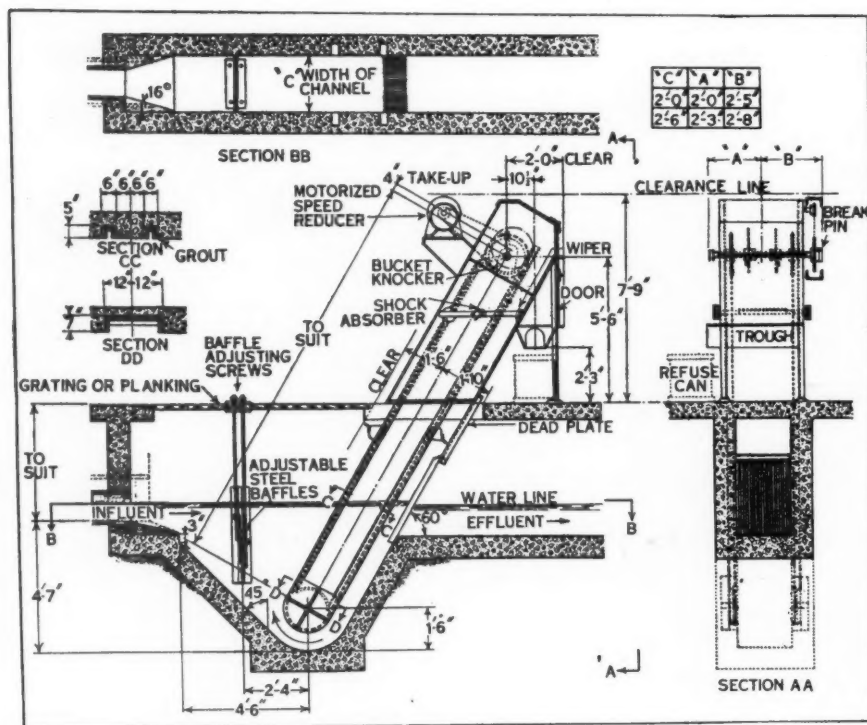 "C" WIDTH OF
CHANNEL
16°
SECTION BB
"C" "A" "B"
2'-0" 2'-0" 2'-5"
2'-6" 2'-3" 2'-8"
6" 6" 6" 6"
5"
SECTION
CC
GROUT
12" 12"
7"
SECTION
DD
4" TAKE-UP
MOTORIZED
SPEED
REDUCER
BUCKET
KNOCKER
SHOCK
ABSORBER
A
2'-0" CLEAR
10½"
CLEARANCE LINE
WIPER
DOOR
7'-9"
5'-6"
2'-3"
"A" "B"
BREAK
PIN
TROUGH
REFUSE
CAN
TO
SUIT
BAFFLE
ADJUSTING
SCREWS
GRATING OR PLANKING
CLEAR
1'-6"
1'-10"
DEAD PLATE
TO
SUIT
ADJUSTABLE
STEEL
BAFFLES
C
C
WATER LINE
INFLUENT
EFFLUENT
B
B
3"
60°
4'-7"
45
D
D
1'-6"
2'-4"
4'-6"
A
SECTION AA